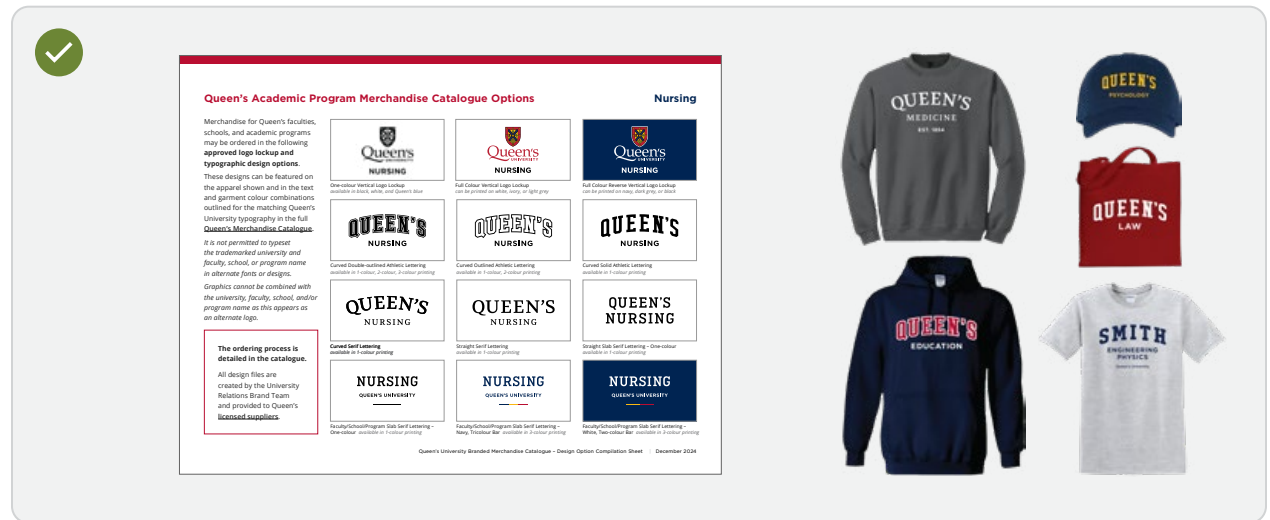 Queen's Academic Program Merchandise Catalogue Options
Nursing
Merchandise for Queen's faculties,
schools, and academic programs
may be ordered in the following
approved logo lockup and
typographic design options.
These designs can be featured on
the apparel shown and in the text
and garment colour combinations
outlined for the matching Queen's
University typography in the full
Queen's Merchandise Catalogue.
It is not permitted to typeset
the trademarked university and
faculty, school, or program name
in alternate fonts or designs.
Graphics cannot be combined with
the university, faculty, school, and/or
program name as this appears as
an alternate logo.
The ordering process is
detailed in the catalogue.
All design files are
created by the University
Relations Brand Team
and provided to Queen's
licensed suppliers.
Queen's
UNIVERSITY
NURSING
One-colour Vertical Logo Lockup
available in black, white, and Queen's blue
Queen's
UNIVERSITY
NURSING
Full Colour Vertical Logo Lockup
can be printed on white, ivory, or light grey
Queen's
UNIVERSITY
NURSING
Full Colour Reverse Vertical Logo Lockup
can be printed on navy, dark grey, or black
QUEEN'S
NURSING
Curved Double-outlined Athletic Lettering
available in 1-colour, 2-colour, 3-colour printing
QUEEN'S
NURSING
Curved Outlined Athletic Lettering
available in 1-colour, 2-colour printing
QUEEN'S
NURSING
Curved Solid Athletic Lettering
available in 1-colour printing
QUEEN'S
NURSING
Curved Serif Lettering
available in 1-colour printing
QUEEN'S
NURSING
Straight Serif Lettering
available in 1-colour printing
QUEEN'S
NURSING
Straight Slab Serif Lettering – One-colour
available in 1-colour printing
NURSING
QUEEN'S UNIVERSITY
Faculty/School/Program Slab Serif Lettering –
One-colour available in 1-colour printing
NURSING
QUEEN'S UNIVERSITY
Faculty/School/Program Slab Serif Lettering –
Navy, Tricolour Bar available in 3-colour printing
NURSING
QUEEN'S UNIVERSITY
Faculty/School/Program Slab Serif Lettering –
White, Two-colour Bar available in 3-colour printing
Queen's University Branded Merchandise Catalogue – Design Option Compilation Sheet | December 2024
QUEEN'S
MEDICINE
EST. 1854
QUEEN'S
PSYCHOLOGY
QUEEN'S
LAW
QUEEN'S
EDUCATION
SMITH
ENGINEERING
PHYSICS
Queen's University